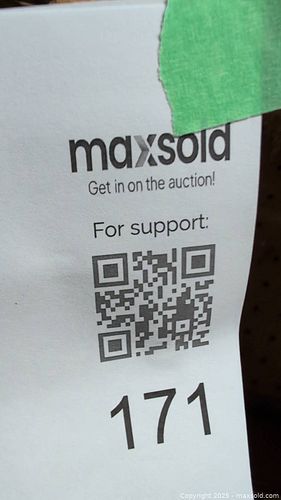 maxsold
Get in on the auction!
For support:
171
Copyright 2025 - maxsold.com